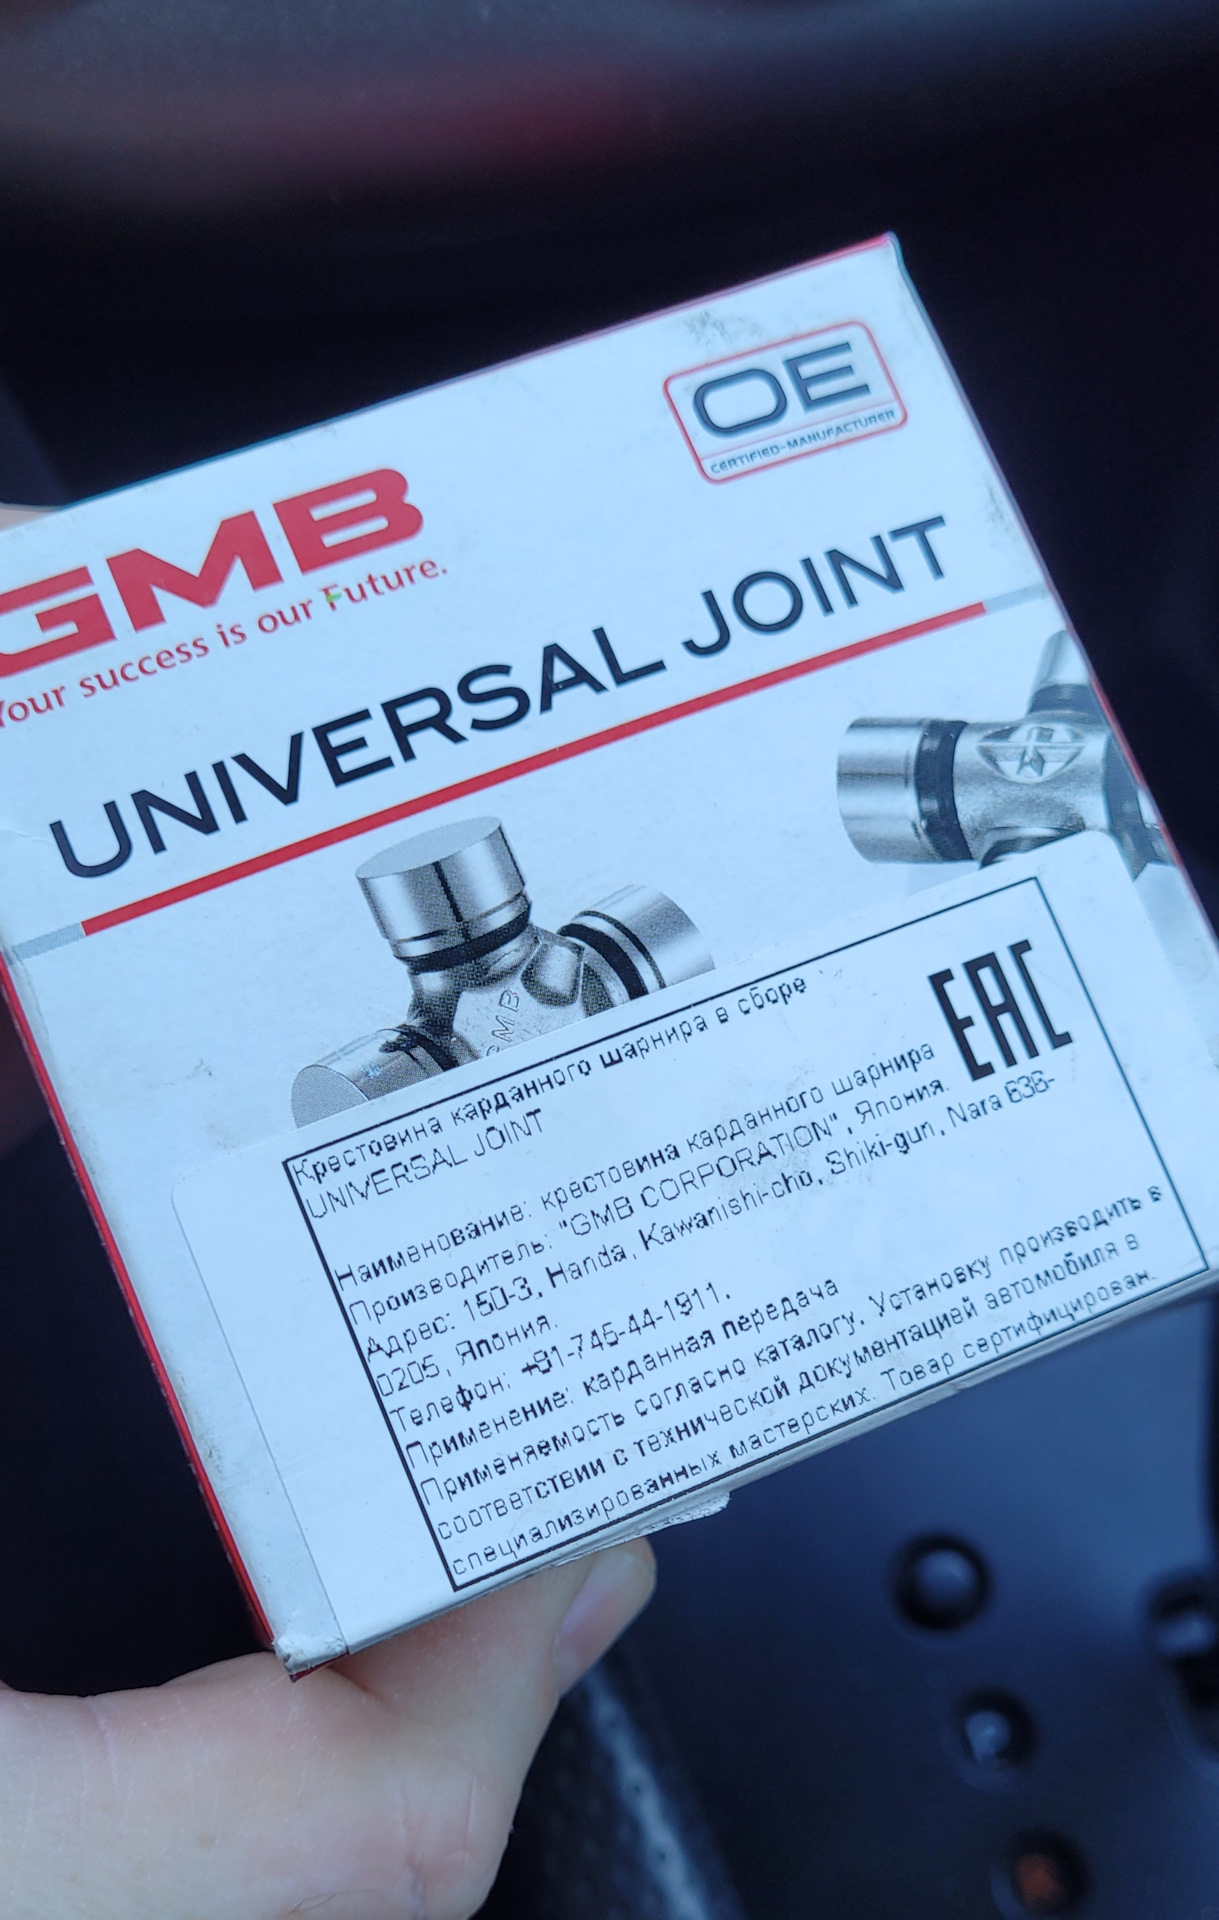 OE
CERTIFIED-MANUFACTURER
GMB
Your success is our Future.
UNIVERSAL JOINT
GMB
Крестовина карданного шарнира в сборе
UNIVERSAL JOINT
EAC
Наименование: крестовина карданного шарнира
Производитель: "GMB CORPORATION", Япония.
Адрес: 150-3, Handa, Kawanishi-cho, Shiki-gun, Nara 636-
0205, Япония.
Телефон: +81-745-44-1911.
Применение: карданная передача
Применяемость согласно каталогу. Установку производить в
соответствии с технической документацией автомобиля в
специализированных мастерских. Товар сертифицирован.